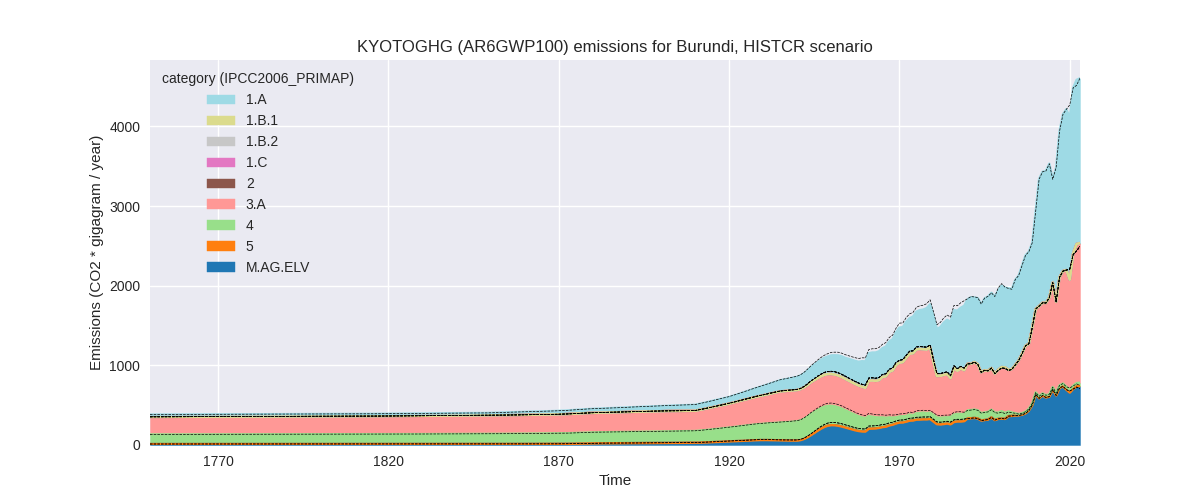 KYOTOGHG (AR6GWP100) emissions for Burundi, HISTCR scenario
category (IPCC2006_PRIMAP)
1.A
1.B.1
1.B.2
1.C
2
3.A
4
5
M.AG.ELV
Emissions (CO2 * gigagram / year)
4000
3000
2000
1000
0
1770
1820
1870
1920
1970
2020
Time